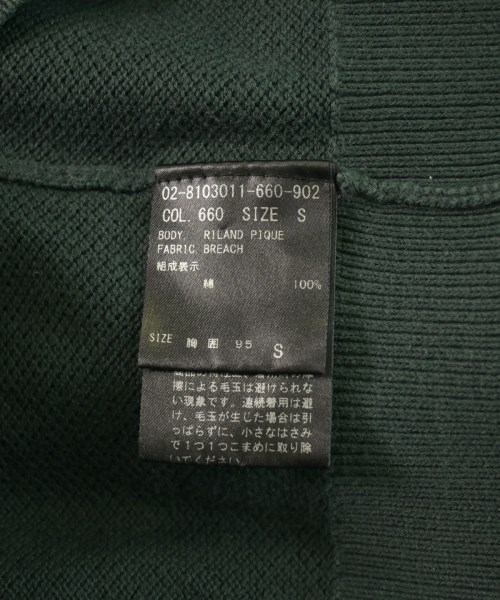 02-8103011-660-902
COL. 660 SIZE S
BODY, RILAND PIQUE
FABRIC BREACH
組成表示
綿 100%
SIZE 胸囲 95 S
擦による毛玉は避けられな
い現象です。連続着用は避
け、毛玉が生じた場合は引
っぱらずに、小さなはさみ
で1つ1つこまめに取り除
いてください。